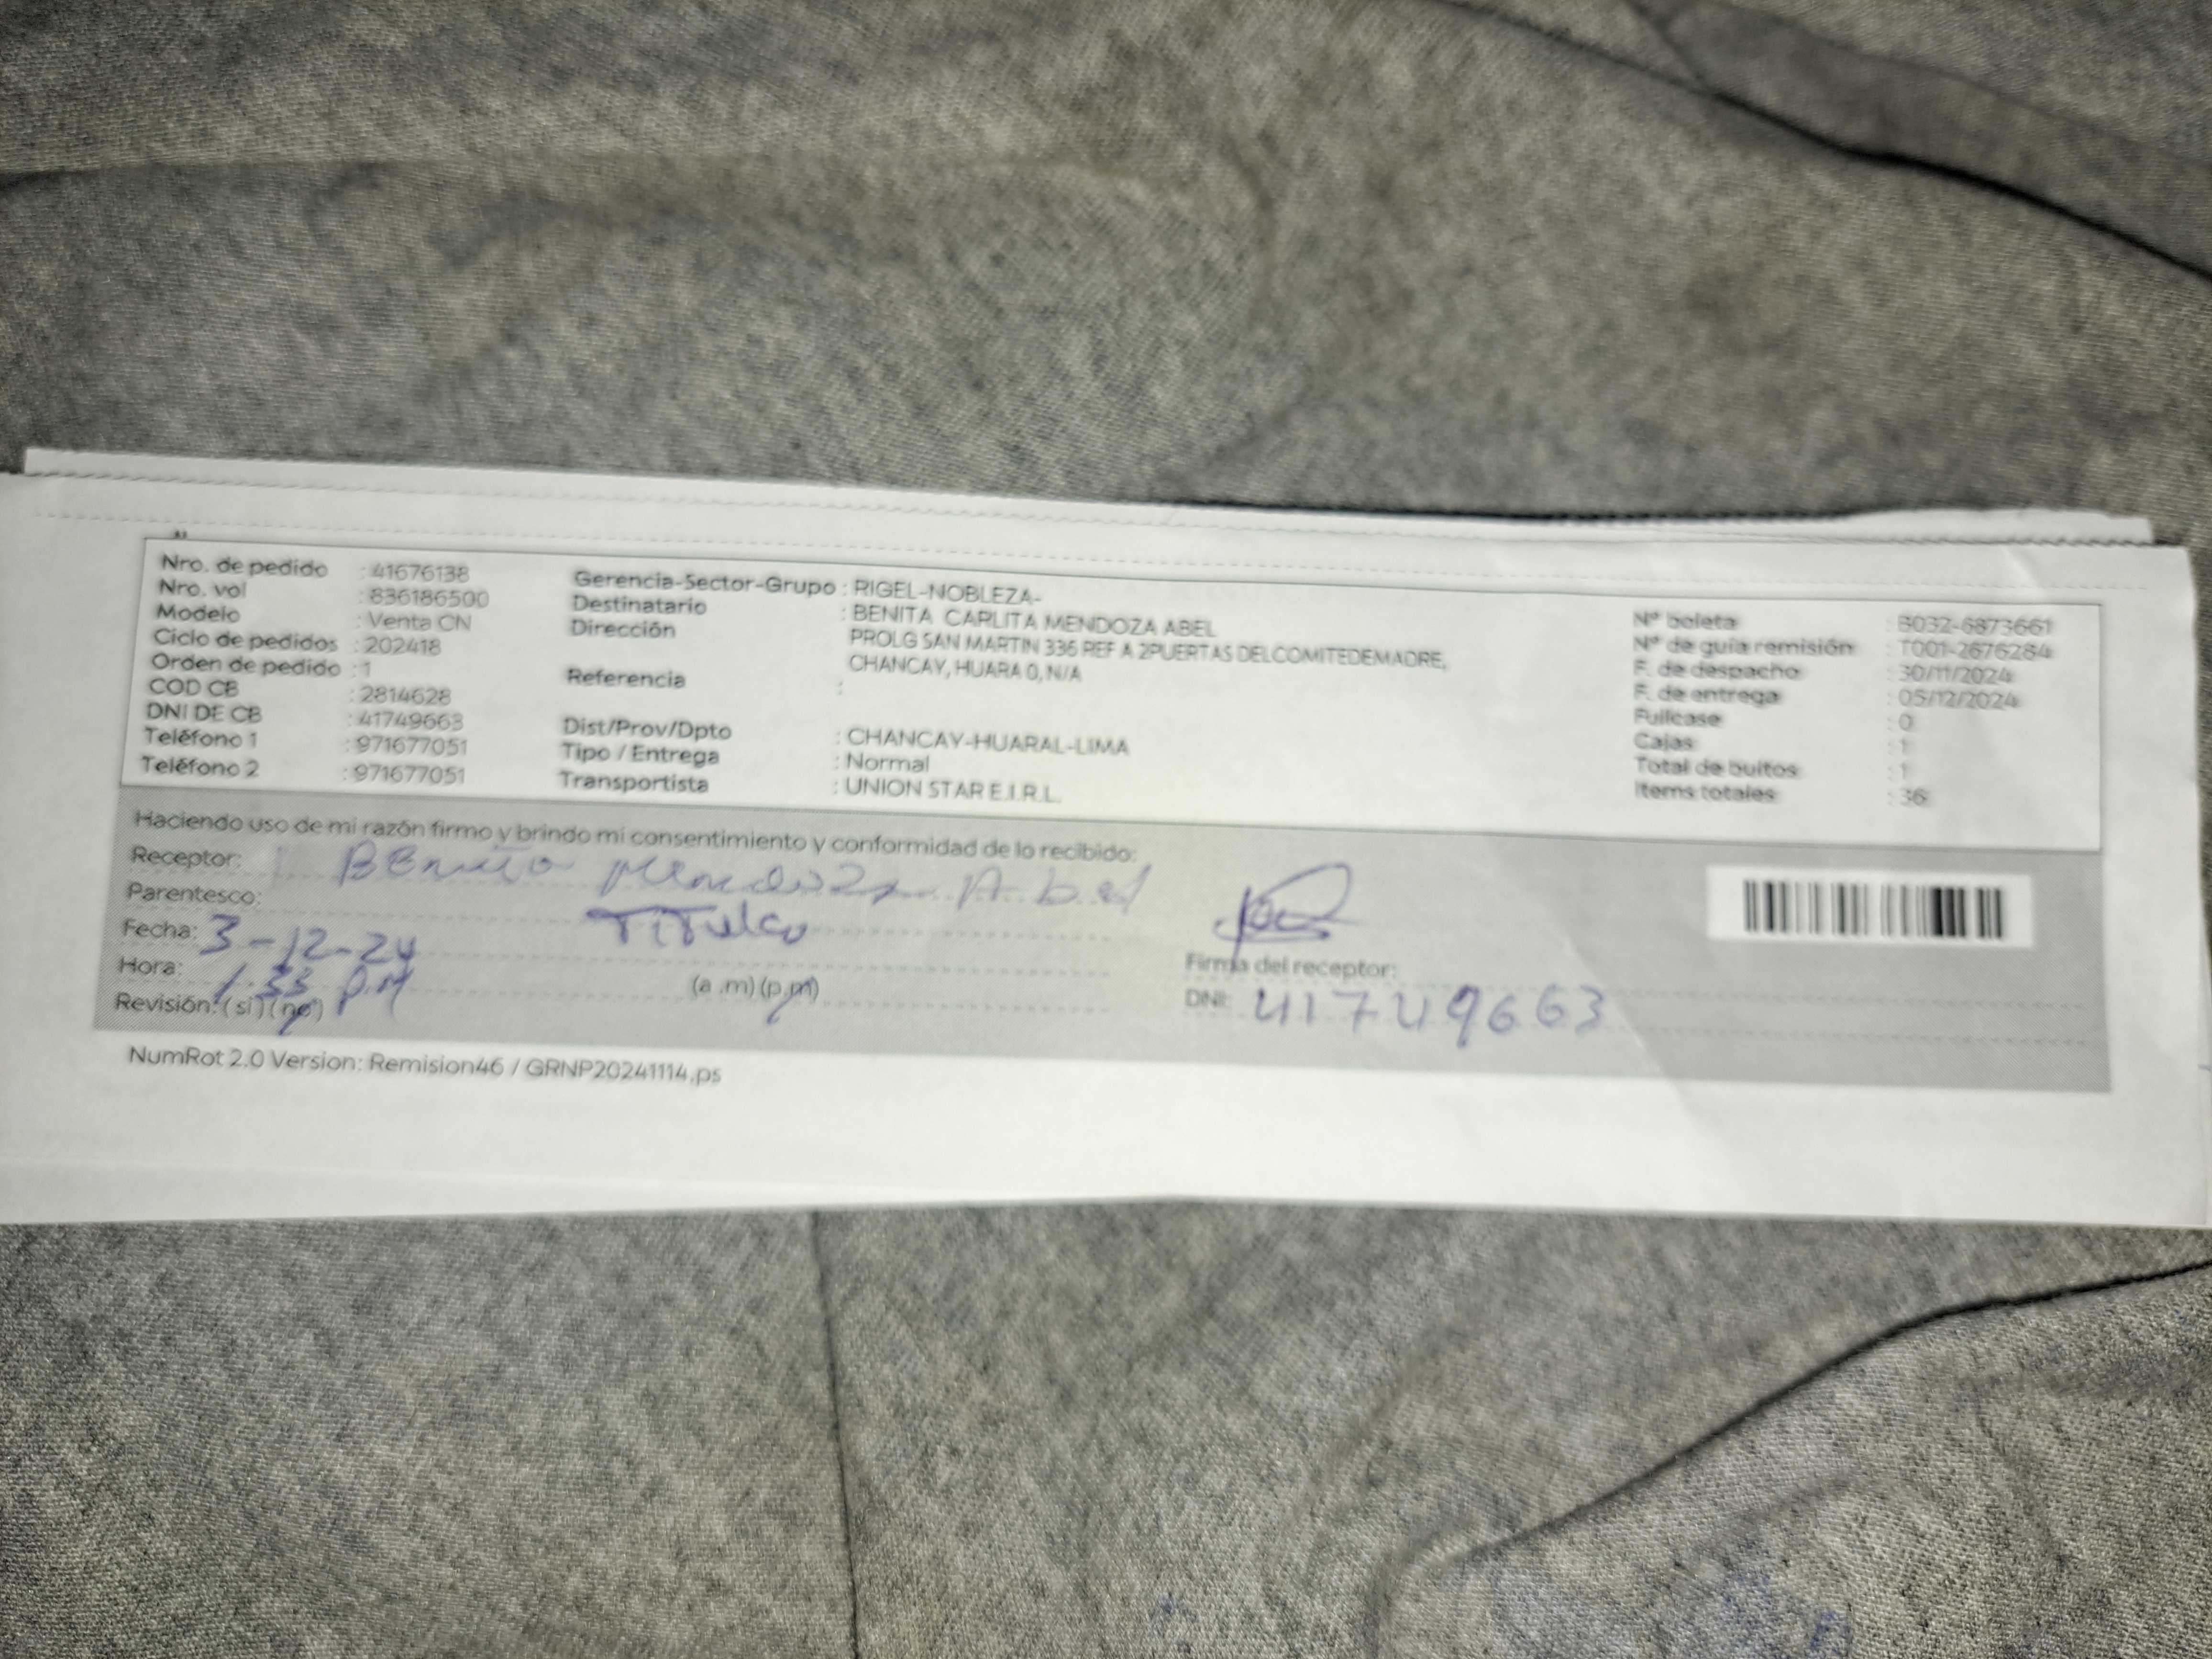 Nro. de pedido : 41676138
Nro. vol : 836186500
Modelo : Venta CN
Ciclo de pedidos : 202418
Orden de pedido : 1
COD CB : 2814628
DNI DE CB : 41749663
Teléfono 1 : 971677051
Teléfono 2 : 971677051
Gerencia-Sector-Grupo : RIGEL-NOBLEZA-
Destinatario : BENITA CARLITA MENDOZA ABEL
Dirección PROLG SAN MARTIN 336 REF A 2PUERTAS DELCOMITEDEMADRE,
CHANCAY, HUARA 0, N/A
Referencia :
Dist/Prov/Dpto : CHANCAY-HUARAL-LIMA
Tipo / Entrega : Normal
Transportista : UNION STAR E.I.R.L.
N° boleta : B032-6873661
N° de guía remisión : T001-2676284
F. de despacho : 30/11/2024
F. de entrega : 05/12/2024
Fullcase : 0
Cajas : 1
Total de bultos : 1
Items totales : 36
Haciendo uso de mi razón firmo y brindo mi consentimiento y conformidad de lo recibido:
Receptor: Mendoza Abel
Parentesco:
Fecha: 3-12-24
Hora: 1:33 P.M (a .m) (p.m)
Revisión: (si) (no)
Firma del receptor:
DNI: 41749663
NumRot 2.0 Version: Remision46 / GRNP20241114.ps